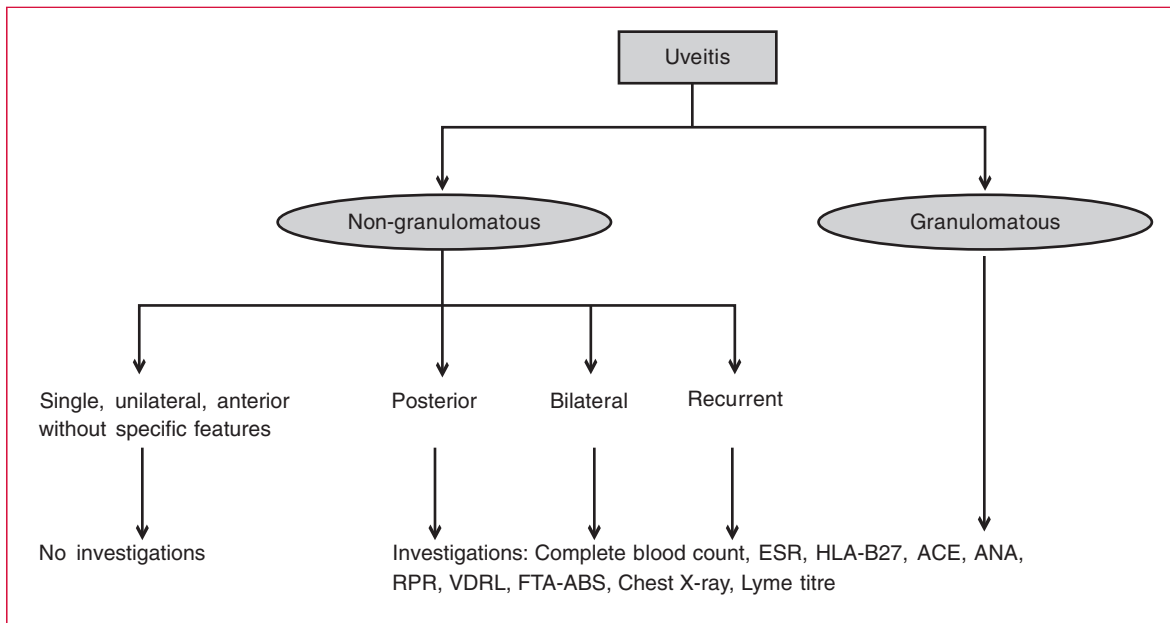 Uveitis
Non-granulomatous
Granulomatous
Single, unilateral, anterior
without specific features
Posterior
Bilateral
Recurrent
No investigations
Investigations: Complete blood count, ESR, HLA-B27, ACE, ANA,
RPR, VDRL, FTA-ABS, Chest X-ray, Lyme titre